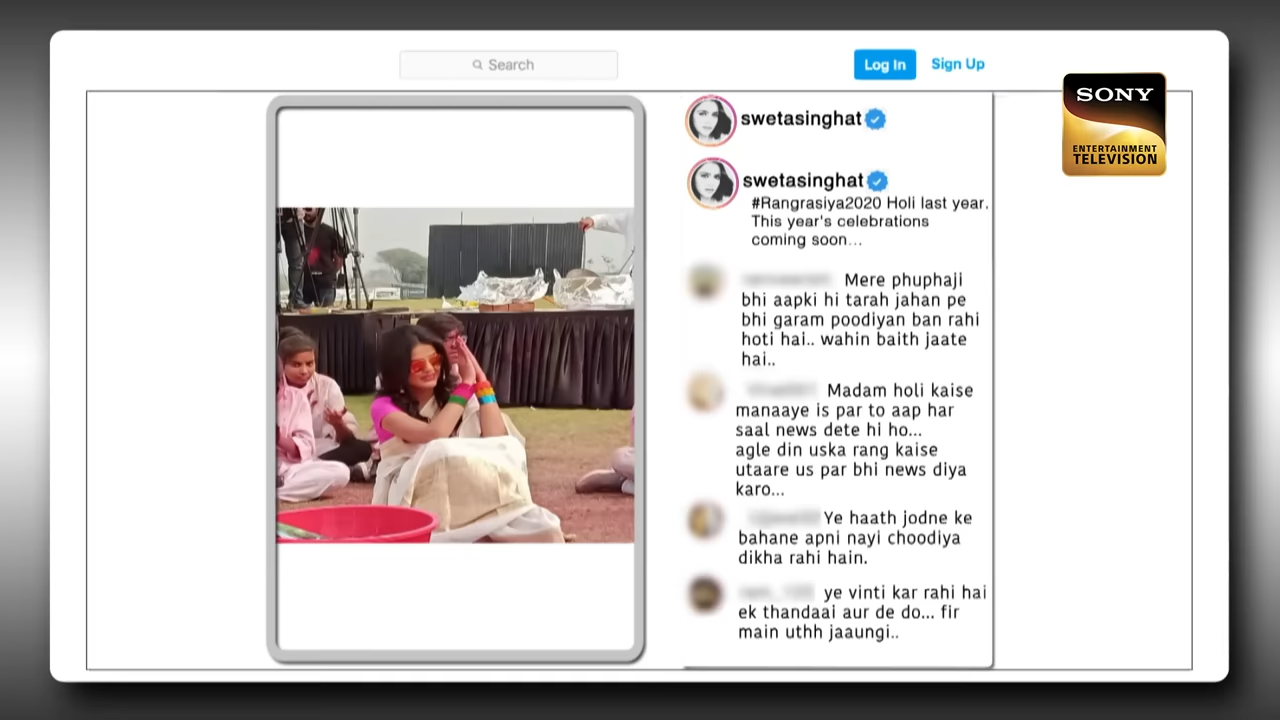 Search
Log In
Sign Up
SONY
ENTERTAINMENT
TELEVISION
swetasinghat
swetasinghat
#Rangrasiya2020 Holi last year.
This year's celebrations
coming soon...
Mere phuphaji
bhi aapki hi tarah jahan pe
bhi garam poodiyan ban rahi
hoti hai.. wahin baith jaate
hai..
Madam holi kaise
manaaye is par to aap har
saal news dete hi ho...
agle din uska rang kaise
utaare us par bhi news diya
karo...
Ye haath jodne ke
bahane apni nayi choodiya
dikha rahi hain.
ye vinti kar rahi hai
ek thandaai aur de do... fir
main uthh jaaungi..